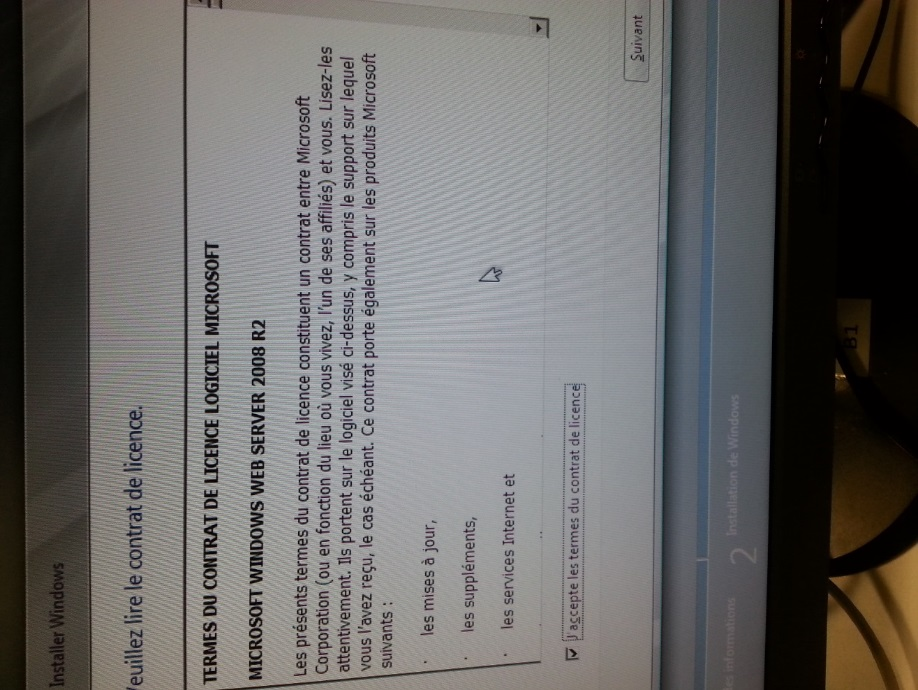 Installer Windows
Veuillez lire le contrat de licence.
TERMES DU CONTRAT DE LICENCE LOGICIEL MICROSOFT
MICROSOFT WINDOWS WEB SERVER 2008 R2
Les présents termes du contrat de licence constituent un contrat entre Microsoft
Corporation (ou en fonction du lieu où vous vivez, l'un de ses affiliés) et vous. Lisez-les
attentivement. Ils portent sur le logiciel visé ci-dessus, y compris le support sur lequel
vous l'avez reçu, le cas échéant. Ce contrat porte également sur les produits Microsoft
suivants :
· les mises à jour,
· les suppléments,
· les services Internet et
J'accepte les termes du contrat de licence
Suivant
es informations
2 Installation de Windows
B1